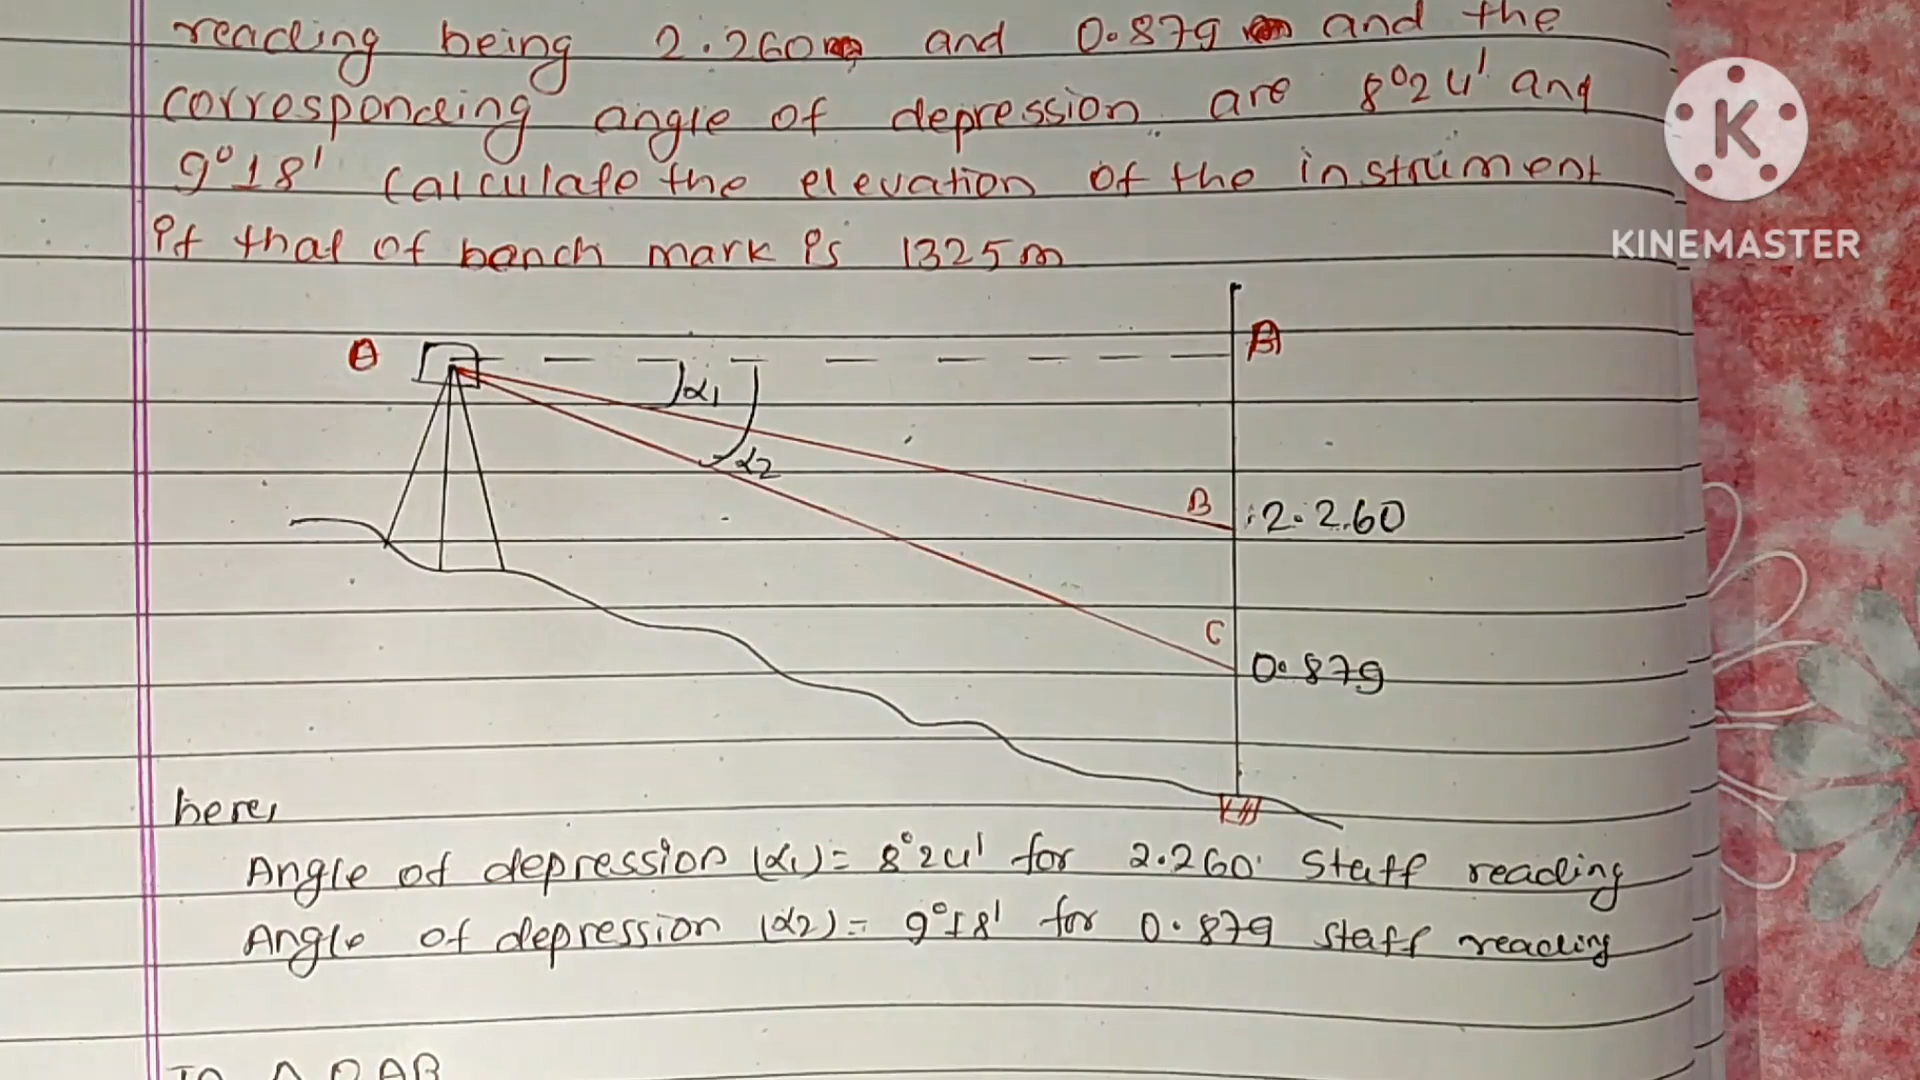 reading being 2.260m and 0.879 m and the
corresponding angle of depression are 8°24' and
9°18' calculate the elevation of the instrument
if that of bench mark is 1325m
K
KINEMASTER
O
A
α1
α2
B
2.260
C
0.879
here,
Angle of depression (α1) = 8°24' for 2.260 staff reading
Angle of depression (α2) = 9°18' for 0.879 staff reading
In Δ OAB